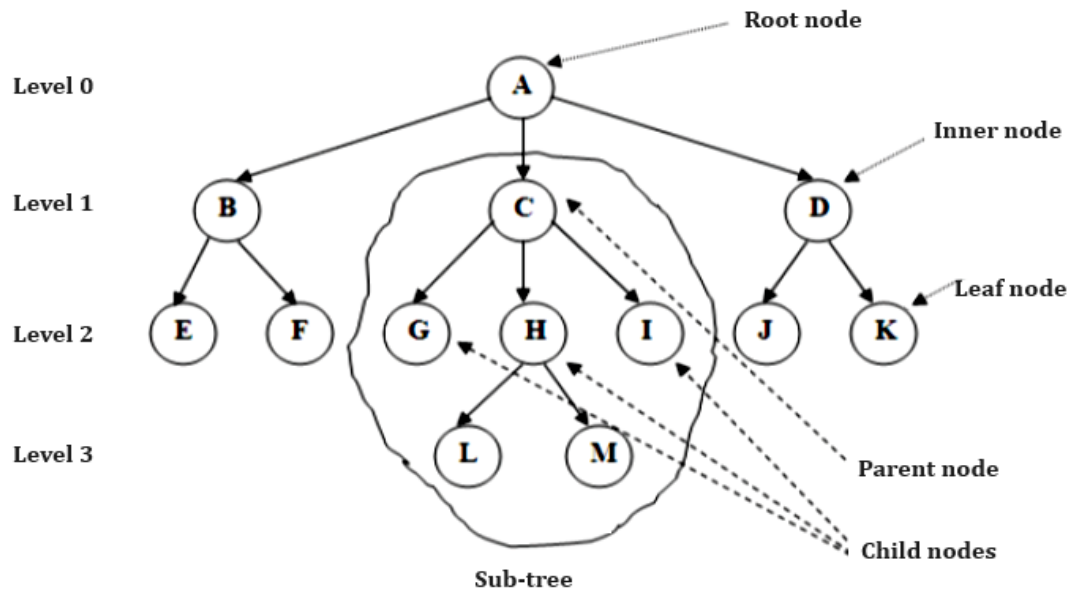 Root node
Level 0
A
Inner node
Level 1
B
C
D
Leaf node
Level 2
E
F
G
H
I
J
K
Level 3
L
M
Parent node
Child nodes
Sub-tree